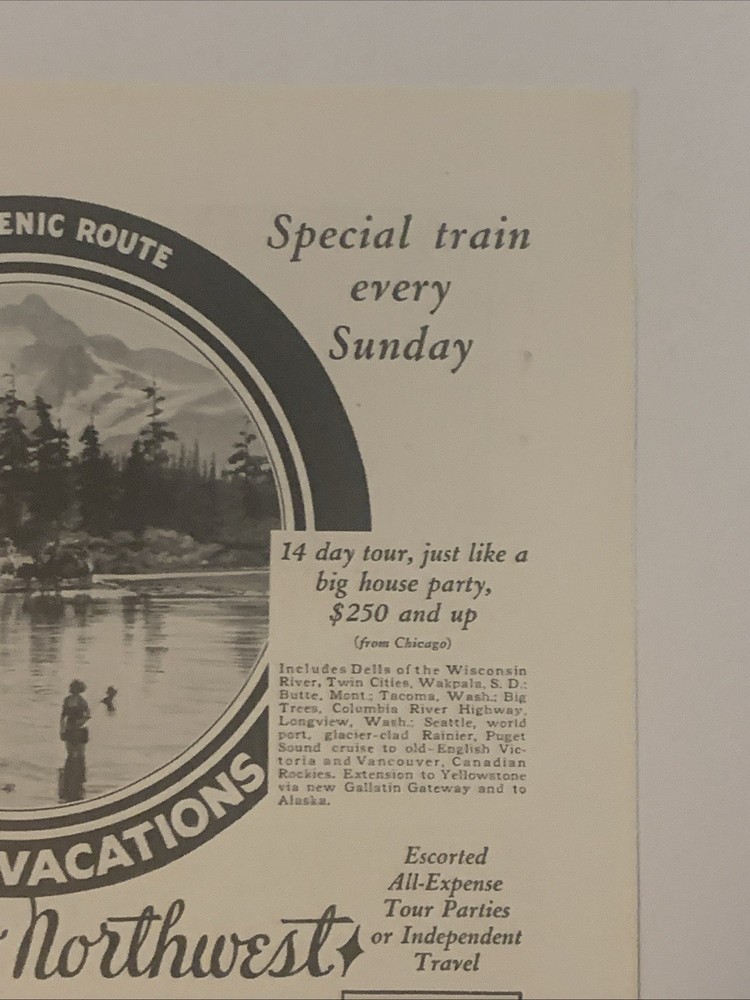 ENIC ROUTE
Special train
every
Sunday
14 day tour, just like a
big house party,
$250 and up
(from Chicago)
Includes Dells of the Wisconsin
River, Twin Cities, Wakpala, S. D.;
Butte, Mont.; Tacoma, Wash.; Big
Trees, Columbia River Highway,
Longview, Wash.; Seattle, world
port, glacier-clad Rainier, Puget
Sound cruise to old-English Vic-
toria and Vancouver, Canadian
Rockies. Extension to Yellowstone
via new Gallatin Gateway and to
Alaska.
VACATIONS
Escorted
All-Expense
Tour Parties
or Independent
Travel
Northwest